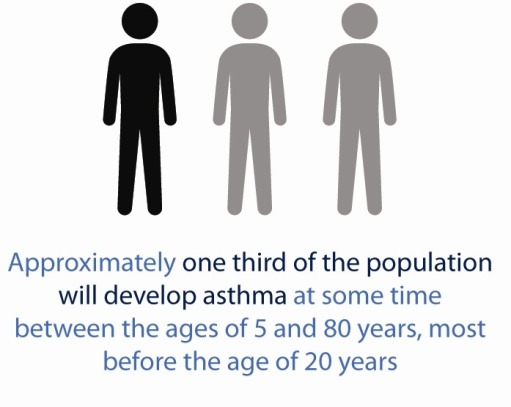 Approximately one third of the population
will develop asthma at some time
between the ages of 5 and 80 years, most
before the age of 20 years